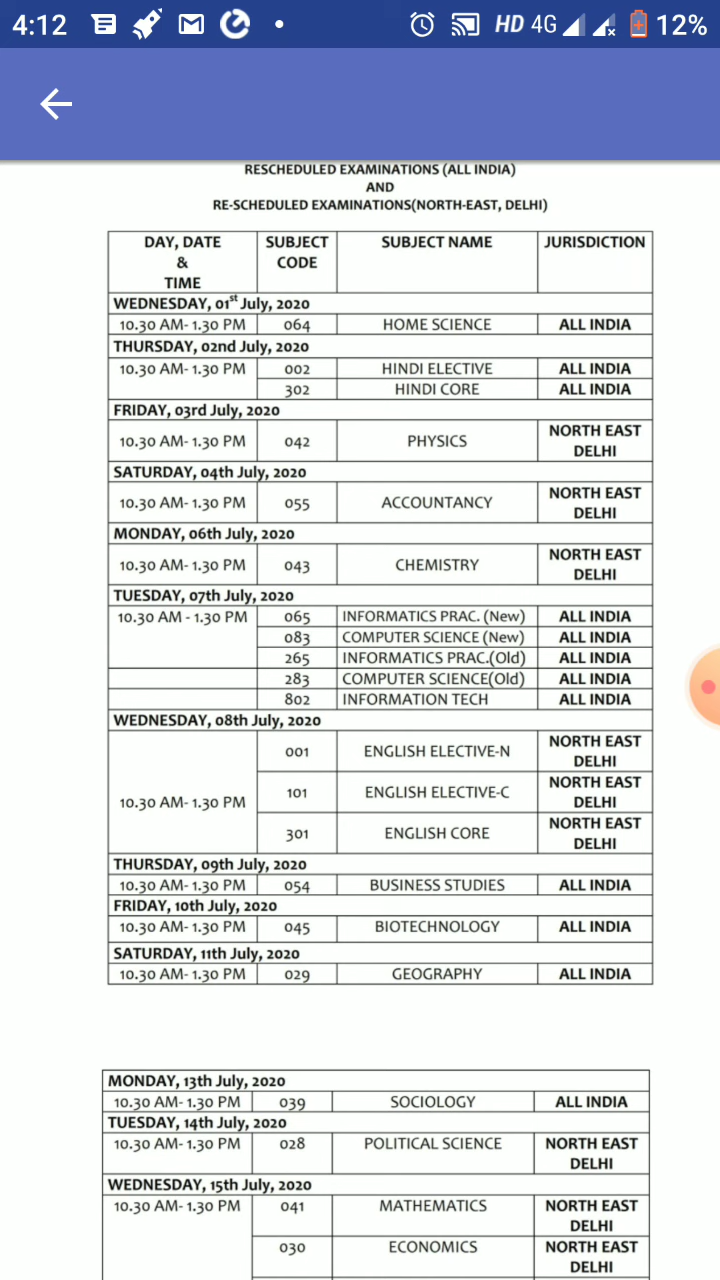 4:12 HD 4G 12%
RESCHEDULED EXAMINATIONS (ALL INDIA)
AND
RE-SCHEDULED EXAMINATIONS(NORTH-EAST, DELHI)
DAY, DATE SUBJECT SUBJECT NAME JURISDICTION
& CODE
TIME
WEDNESDAY, 01st July, 2020
10.30 AM- 1.30 PM 064 HOME SCIENCE ALL INDIA
THURSDAY, 02nd July, 2020
10.30 AM- 1.30 PM 002 HINDI ELECTIVE ALL INDIA
302 HINDI CORE ALL INDIA
FRIDAY, 03rd July, 2020
10.30 AM- 1.30 PM 042 PHYSICS NORTH EAST
DELHI
SATURDAY, 04th July, 2020
10.30 AM- 1.30 PM 055 ACCOUNTANCY NORTH EAST
DELHI
MONDAY, 06th July, 2020
10.30 AM- 1.30 PM 043 CHEMISTRY NORTH EAST
DELHI
TUESDAY, 07th July, 2020
10.30 AM - 1.30 PM 065 INFORMATICS PRAC. (New) ALL INDIA
083 COMPUTER SCIENCE (New) ALL INDIA
265 INFORMATICS PRAC.(Old) ALL INDIA
283 COMPUTER SCIENCE(Old) ALL INDIA
802 INFORMATION TECH ALL INDIA
WEDNESDAY, 08th July, 2020
001 ENGLISH ELECTIVE-N NORTH EAST
DELHI
10.30 AM- 1.30 PM 101 ENGLISH ELECTIVE-C NORTH EAST
DELHI
301 ENGLISH CORE NORTH EAST
DELHI
THURSDAY, 09th July, 2020
10.30 AM- 1.30 PM 054 BUSINESS STUDIES ALL INDIA
FRIDAY, 10th July, 2020
10.30 AM- 1.30 PM 045 BIOTECHNOLOGY ALL INDIA
SATURDAY, 11th July, 2020
10.30 AM- 1.30 PM 029 GEOGRAPHY ALL INDIA
MONDAY, 13th July, 2020
10.30 AM- 1.30 PM 039 SOCIOLOGY ALL INDIA
TUESDAY, 14th July, 2020
10.30 AM- 1.30 PM 028 POLITICAL SCIENCE NORTH EAST
DELHI
WEDNESDAY, 15th July, 2020
10.30 AM- 1.30 PM 041 MATHEMATICS NORTH EAST
DELHI
030 ECONOMICS NORTH EAST
DELHI